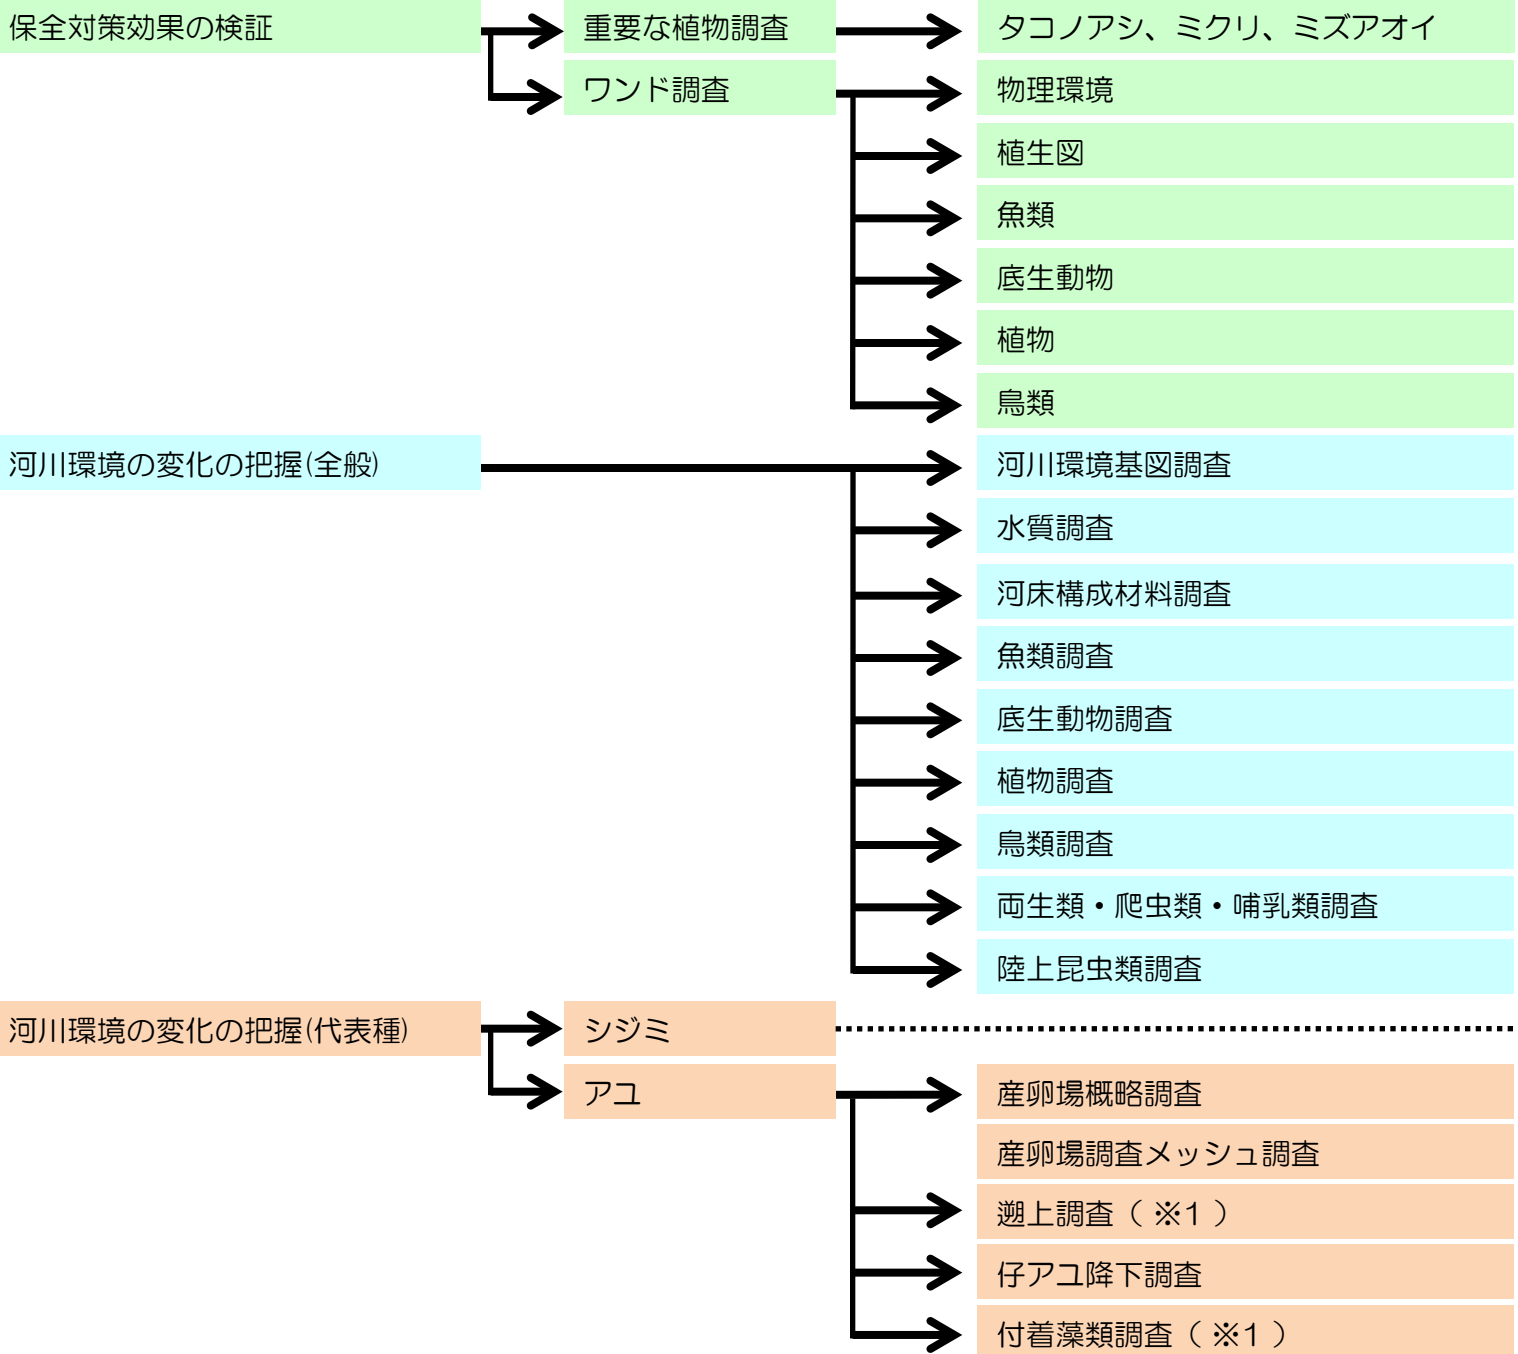 保全対策効果の検証
重要な植物調査
タコノアシ、ミクリ、ミズアオイ
ワンド調査
物理環境
植生図
魚類
底生動物
植物
鳥類
河川環境の変化の把握(全般)
河川環境基図調査
水質調査
河床構成材料調査
魚類調査
底生動物調査
植物調査
鳥類調査
両生類・爬虫類・哺乳類調査
陸上昆虫類調査
河川環境の変化の把握(代表種)
シジミ
アユ
産卵場概略調査
産卵場調査メッシュ調査
遡上調査（ ※1 ）
仔アユ降下調査
付着藻類調査（ ※1 ）